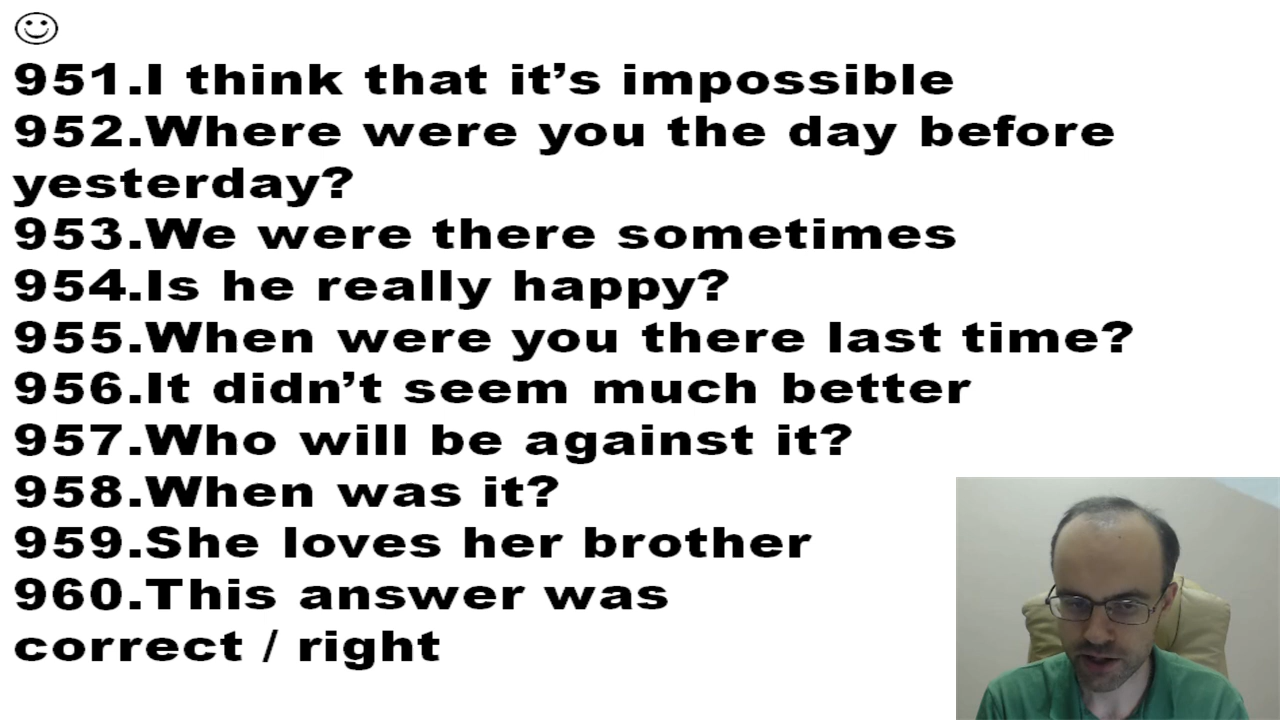 951.I think that it’s impossible
952.Where were you the day before
yesterday?
953.We were there sometimes
954.Is he really happy?
955.When were you there last time?
956.It didn’t seem much better
957.Who will be against it?
958.When was it?
959.She loves her brother
960.This answer was
correct / right